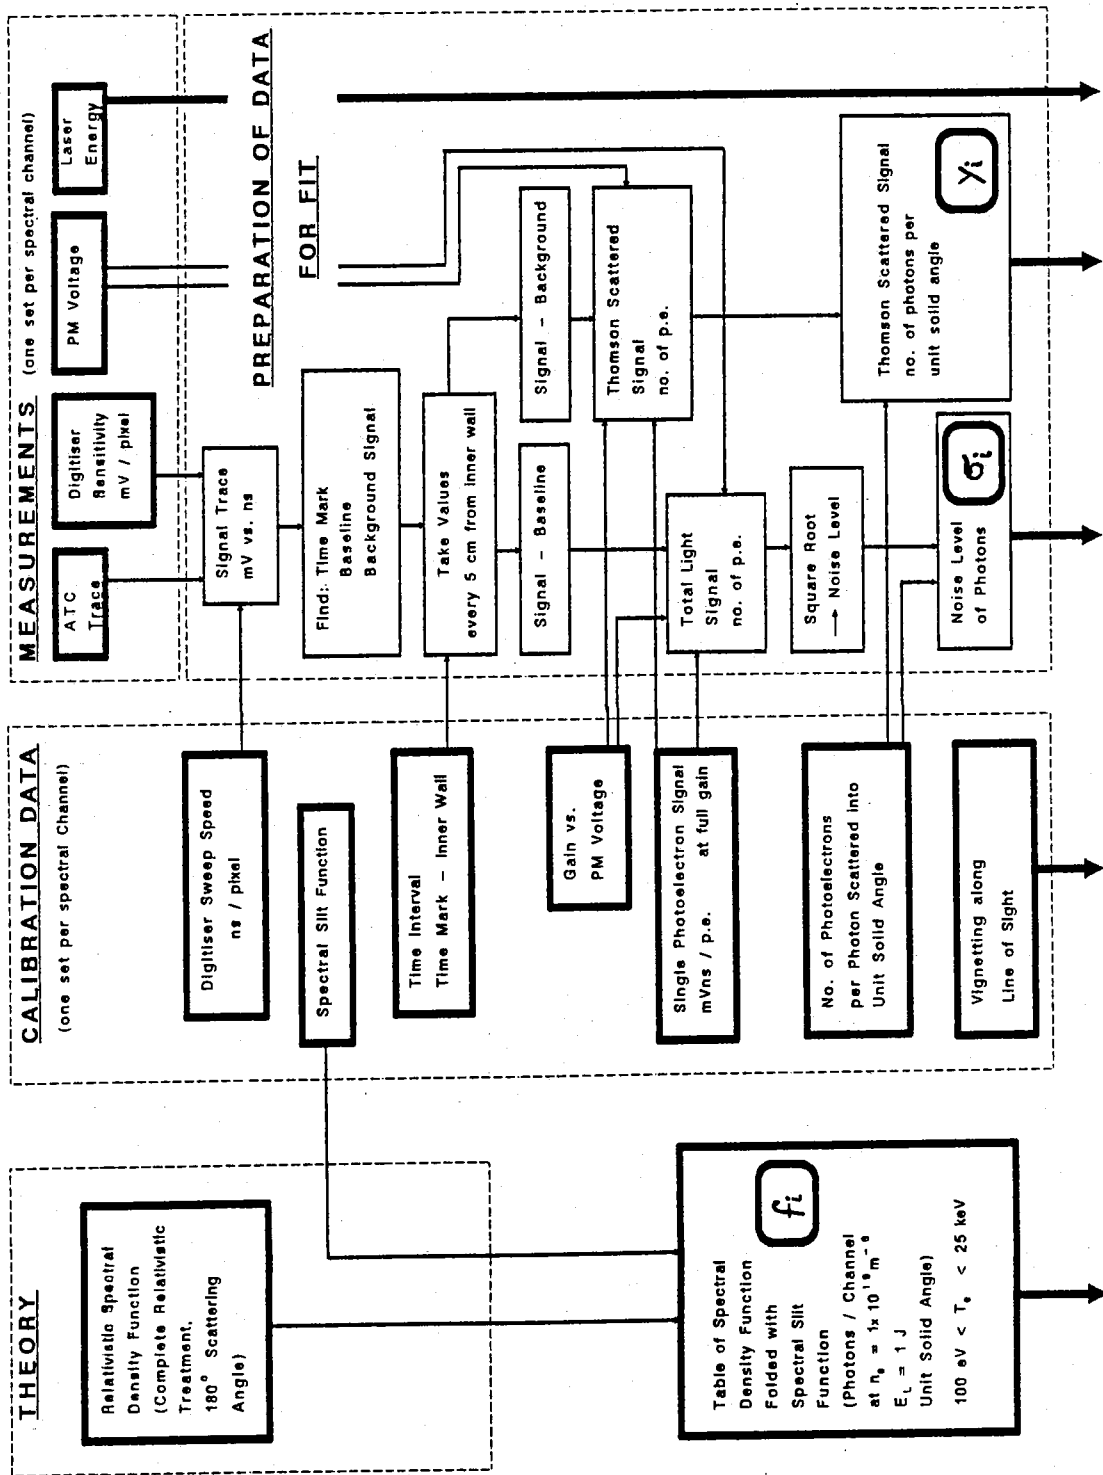 THEORY
Relativistic Spectral
Density Function
(Complete Relativistic
Treatment,
180° Scattering
Angle)
Table of Spectral
Density Function
Folded with
Spectral Slit
Function
(Photons / Channel
at nₑ = 1x 10¹⁹ m⁻³
E_L = 1 J
Unit Solid Angle)
100 eV < Tₑ < 25 keV
fi
CALIBRATION DATA
(one set per spectral Channel)
Digitiser Sweep Speed
ns / pixel
Spectral Slit Function
Time Interval
Time Mark – Inner Wall
Gain vs.
PM Voltage
Single Photoelectron Signal
mVns / p.e. at full gain
No. of Photoelectrons
per Photon Scattered into
Unit Solid Angle
Vignetting along
Line of Sight
MEASUREMENTS
(one set per spectral channel)
ATC
Trace
Digitiser
Sensitivity
mV / pixel
PM Voltage
Laser
Energy
PREPARATION OF DATA
FOR FIT
Signal Trace
mV vs. ns
Find: Time Mark
Baseline
Background Signal
Take Values
every 5 cm from inner wall
Signal – Baseline
Signal – Background
Thomson Scattered
Signal
no. of p.e.
Total Light
Signal
no. of p.e.
Square Root
→ Noise Level
Noise Level
of Photons
σi
Thomson Scattered Signal
no. of photons per
unit solid angle
yi